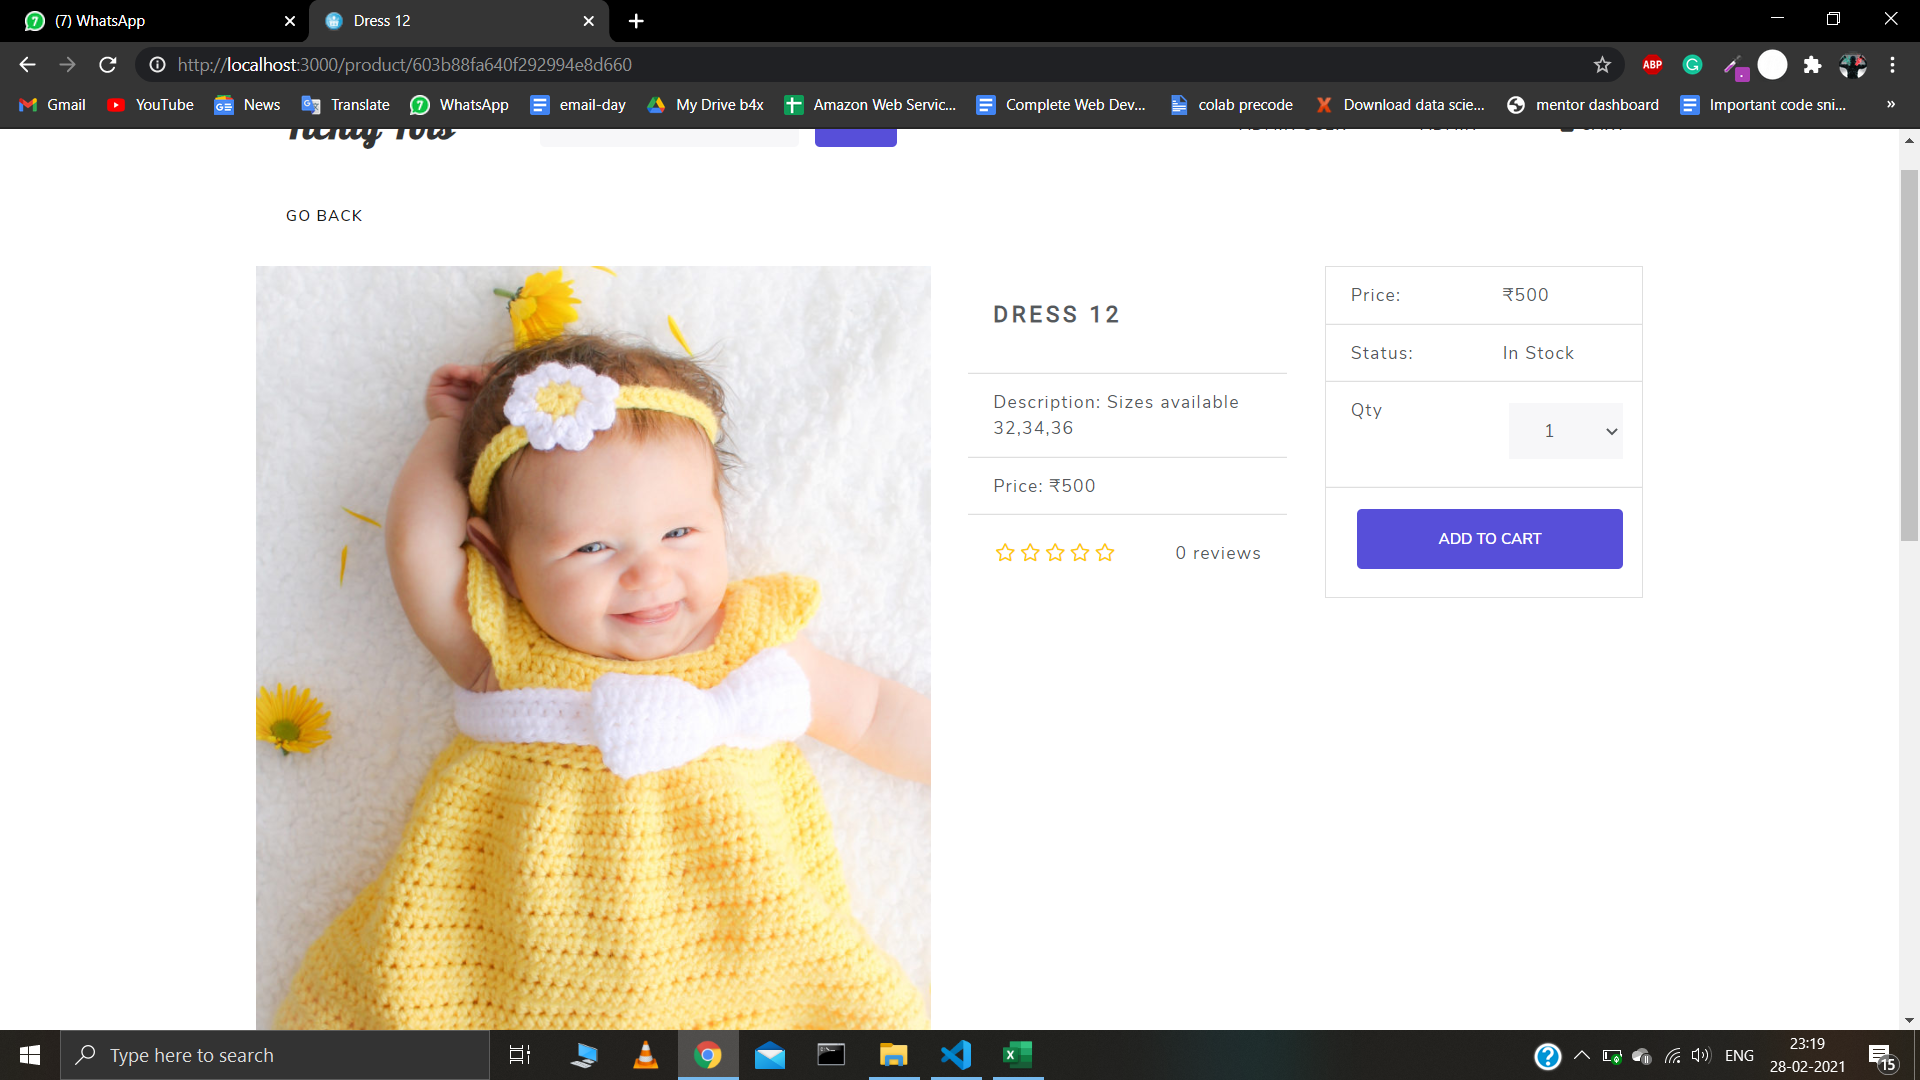 (7) WhatsApp
Dress 12
http://localhost:3000/product/603b88fa640f292994e8d660
ABP
Gmail
YouTube
News
Translate
WhatsApp
email-day
My Drive b4x
Amazon Web Servic...
Complete Web Dev...
colab precode
Download data scie...
mentor dashboard
Important code sni...
»
GO BACK
DRESS 12
Description: Sizes available
32,34,36
Price: ₹500
0 reviews
Price: ₹500
Status: In Stock
Qty 1
ADD TO CART
Type here to search
ENG
23:19
28-02-2021
15